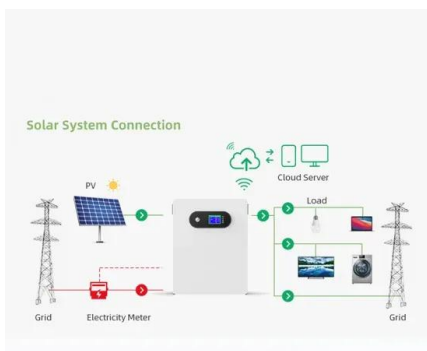 Solar System Connection
Cloud Server
PV
Load
Grid
Electricity Meter
Grid